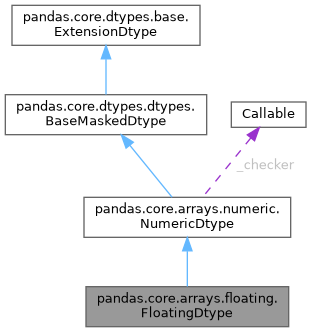 pandas.core.dtypes.base.
ExtensionDtype
pandas.core.dtypes.dtypes.
BaseMaskedDtype
Callable
_checker
pandas.core.arrays.numeric.
NumericDtype
pandas.core.arrays.floating.
FloatingDtype